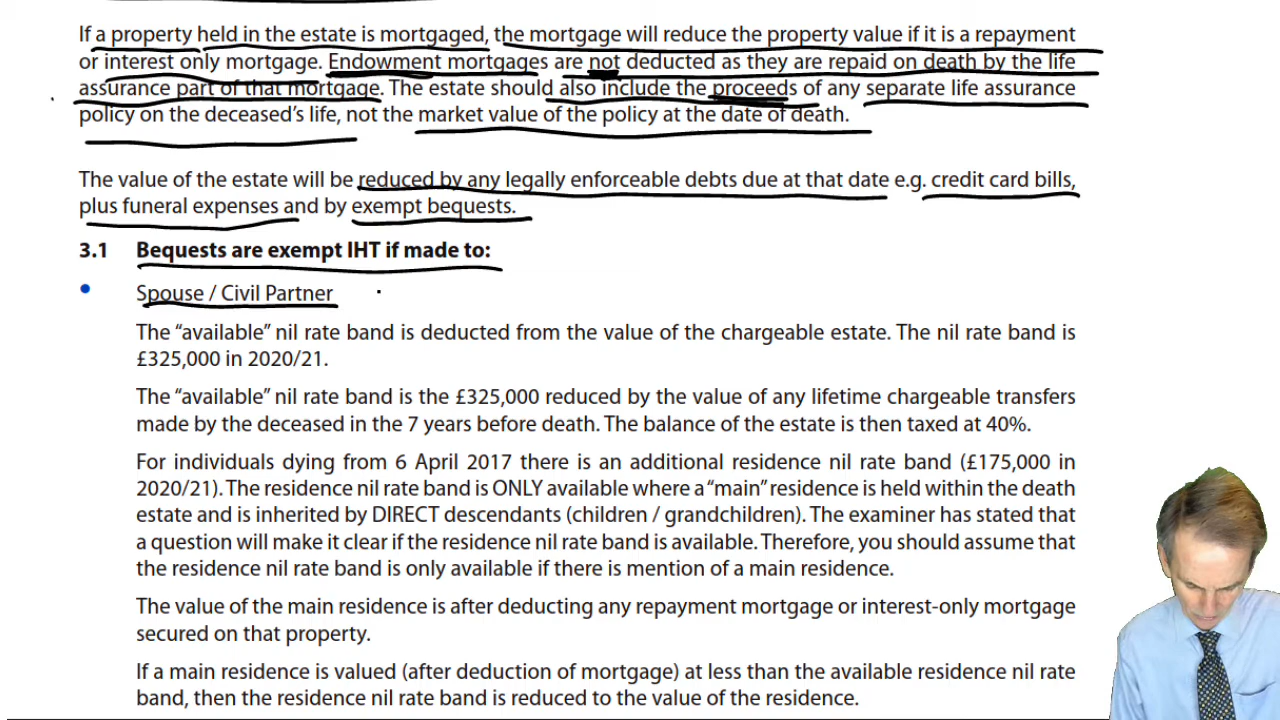 If a property held in the estate is mortgaged, the mortgage will reduce the property value if it is a repayment
or interest only mortgage. Endowment mortgages are not deducted as they are repaid on death by the life
assurance part of that mortgage. The estate should also include the proceeds of any separate life assurance
policy on the deceased's life, not the market value of the policy at the date of death.
The value of the estate will be reduced by any legally enforceable debts due at that date e.g. credit card bills,
plus funeral expenses and by exempt bequests.
3.1 Bequests are exempt IHT if made to:
• Spouse / Civil Partner
The “available” nil rate band is deducted from the value of the chargeable estate. The nil rate band is
£325,000 in 2020/21.
The “available” nil rate band is the £325,000 reduced by the value of any lifetime chargeable transfers
made by the deceased in the 7 years before death. The balance of the estate is then taxed at 40%.
For individuals dying from 6 April 2017 there is an additional residence nil rate band (£175,000 in
2020/21). The residence nil rate band is ONLY available where a “main” residence is held within the death
estate and is inherited by DIRECT descendants (children / grandchildren). The examiner has stated that
a question will make it clear if the residence nil rate band is available. Therefore, you should assume that
the residence nil rate band is only available if there is mention of a main residence.
The value of the main residence is after deducting any repayment mortgage or interest-only mortgage
secured on that property.
If a main residence is valued (after deduction of mortgage) at less than the available residence nil rate
band, then the residence nil rate band is reduced to the value of the residence.